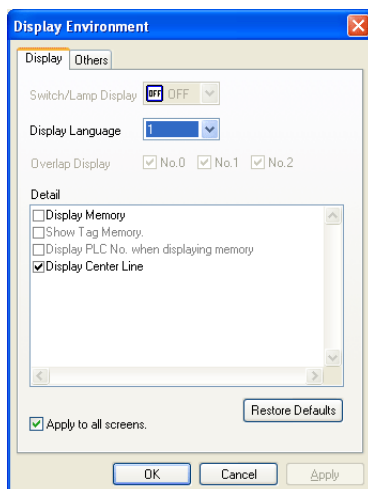 Display Environment
Display Others
Switch/Lamp Display OFF OFF
Display Language 1
Overlap Display No.0 No.1 No.2
Detail
Display Memory
Show Tag Memory.
Display PLC No. when displaying memory
Display Center Line
Restore Defaults
Apply to all screens.
OK Cancel Apply